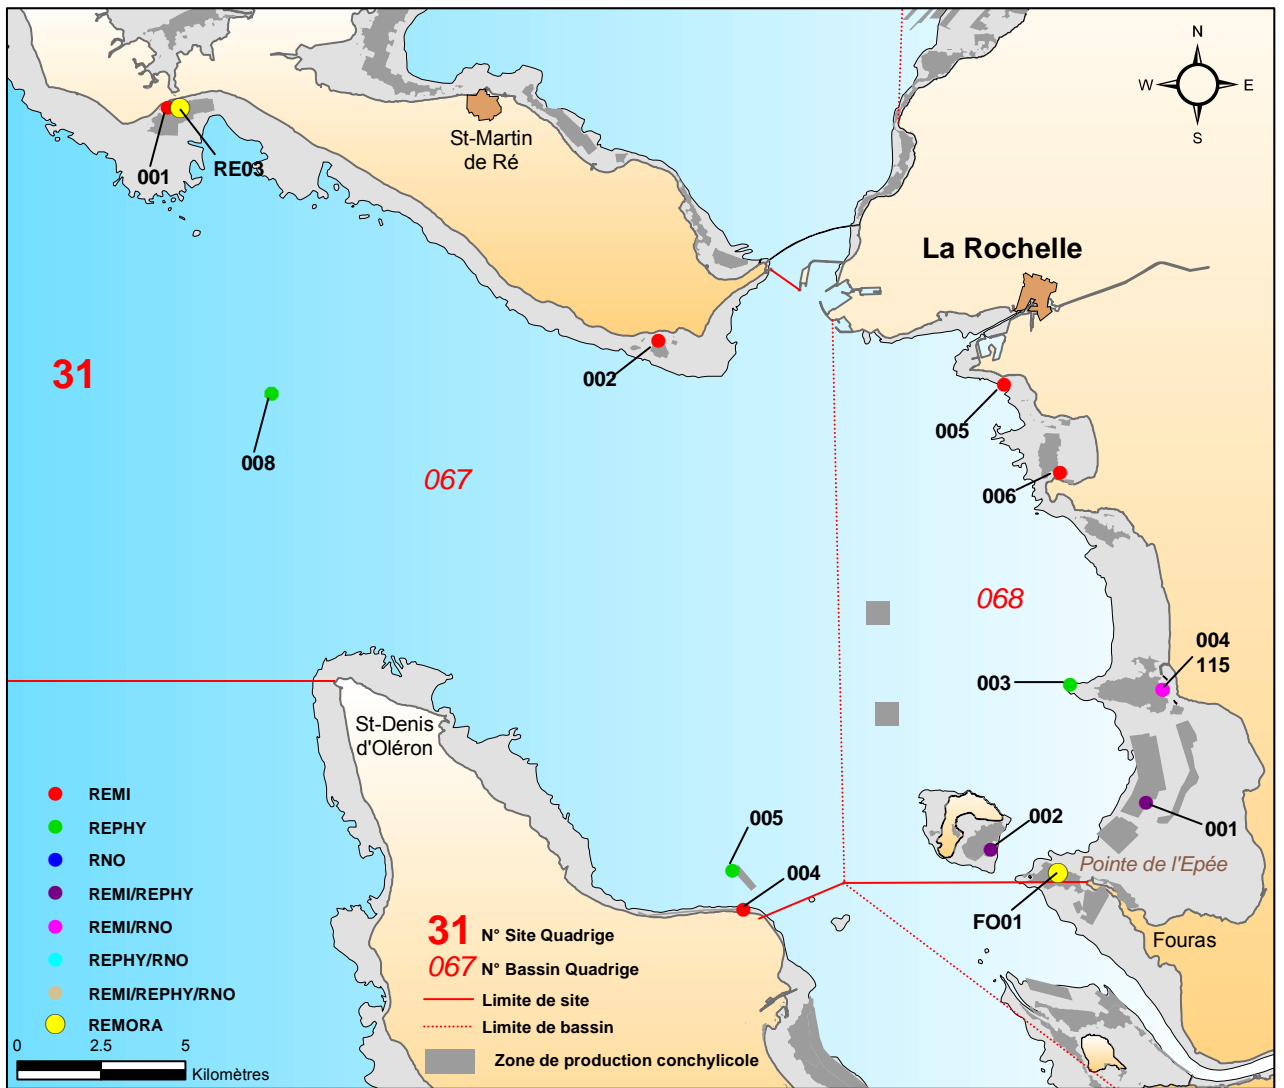 N
W
E
S
St-Martin
de Ré
001
RE03
La Rochelle
31
002
005
008
067
006
068
004
115
003
St-Denis
d'Oléron
001
002
005
004
Pointe de l'Epée
FO01
Fouras
REMI
REPHY
RNO
REMI/REPHY
REMI/RNO
REPHY/RNO
REMI/REPHY/RNO
REMORA
0 2.5 5
Kilomètres
31 N° Site Quadrige
067 N° Bassin Quadrige
Limite de site
Limite de bassin
Zone de production conchylicole